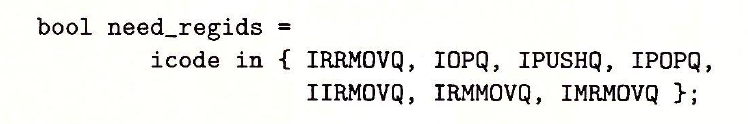 bool need_regids =
icode in { IRRMOVQ, IOPQ, IPUSHQ, IPOPQ,
IIRMOVQ, IRMMOVQ, IMRMOVQ };